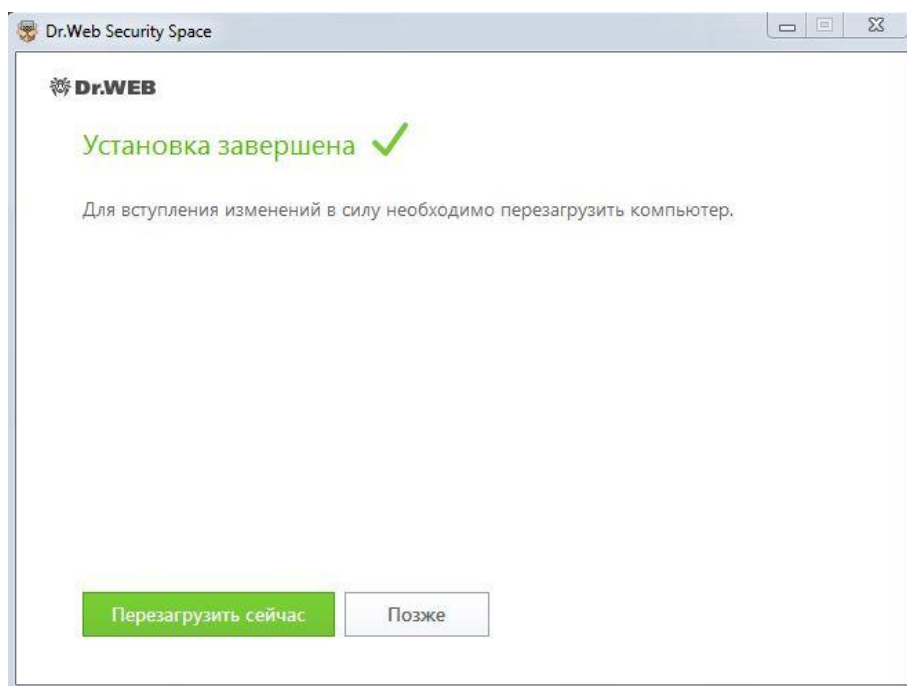 Dr.Web Security Space
Dr.WEB
Установка завершена
Для вступления изменений в силу необходимо перезагрузить компьютер.
Перезагрузить сейчас
Позже